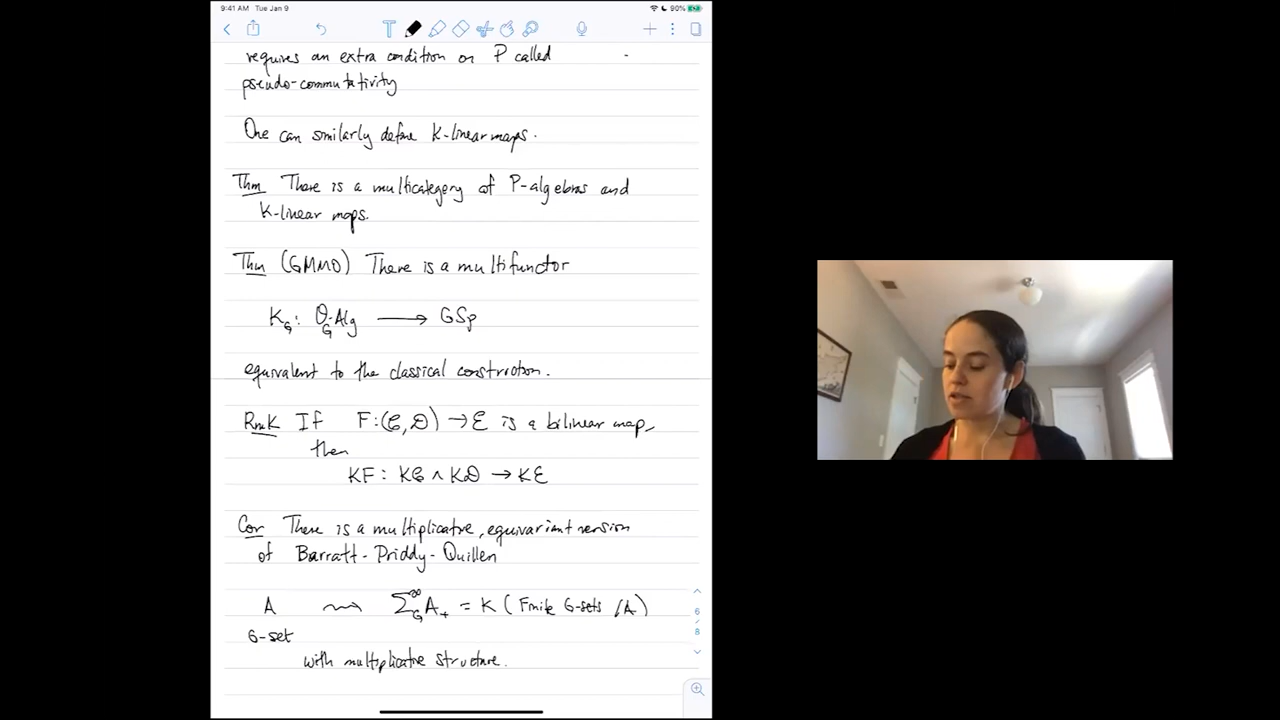 9:41 AM Tue Jan 9
90%
requires an extra condition on P called
pseudo-commutativity
One can similarly define k-linear maps.
Thm There is a multicategory of P-algebras and
k-linear maps.
Thm (GMMO) There is a multifunctor
K_G: O_G-Alg ⟶ GSp
equivalent to the classical construction.
Rmk If F:(C,D) → E is a bilinear map,
then
KF: KC ∧ KD → KE
Cor There is a multiplicative, equivariant version
of Barratt-Priddy-Quillen
A ⇝ Σ^∞_G A_+ = K(Finite G-sets /A)
G-set
with multiplicative structure.
6
8